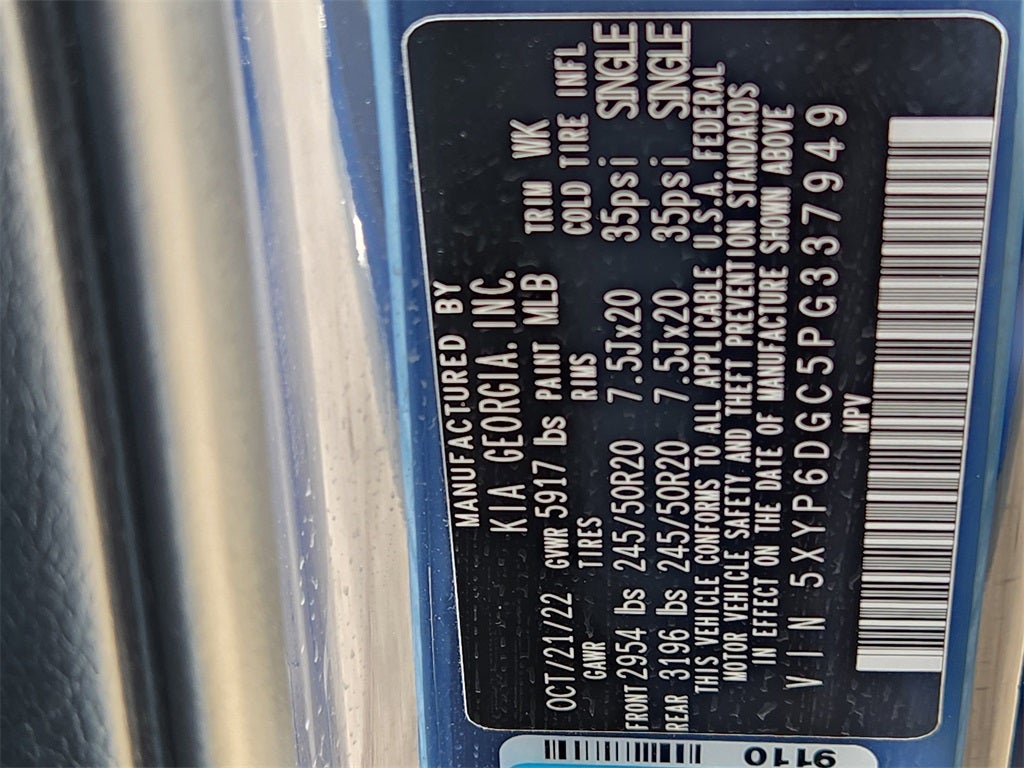 MANUFACTURED BY
KIA GEORGIA. INC.
OCT/21/22 GVWR 5917 lbs PAINT MLB TRIM WK
GAWR TIRES RIMS COLD TIRE INFL
FRONT 2954 lbs 245/50R20 7.5Jx20 35psi SINGLE
REAR 3196 lbs 245/50R20 7.5Jx20 35psi SINGLE
THIS VEHICLE CONFORMS TO ALL APPLICABLE U.S.A. FEDERAL
MOTOR VEHICLE SAFETY AND THEFT PREVENTION STANDARDS
IN EFFECT ON THE DATE OF MANUFACTURE SHOWN ABOVE
VIN 5XYP6DGC5PG337949
MPV
9110